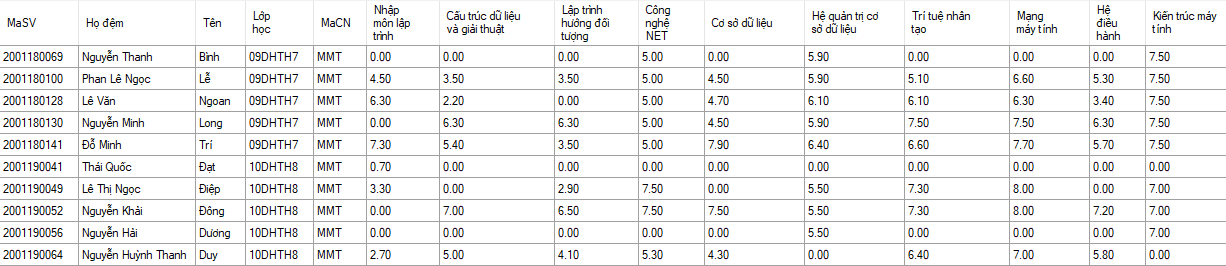 MaSV Họ đệm Tên Lớp học MaCN Nhập môn lập trình Cấu trúc dữ liệu và giải thuật Lập trình hướng đối tượng Công nghệ NET Cơ sở dữ liệu Hệ quản trị cơ sở dữ liệu Trí tuệ nhân tạo Mạng máy tính Hệ điều hành Kiến trúc máy tính
2001180069 Nguyễn Thanh Bình 09DHTH7 MMT 0.00 0.00 0.00 5.00 0.00 5.90 0.00 0.00 0.00 7.50
2001180100 Phan Lê Ngọc Lễ 09DHTH7 MMT 4.50 3.50 3.50 5.00 4.50 5.90 5.10 6.60 5.30 7.50
2001180128 Lê Văn Ngoan 09DHTH7 MMT 6.30 2.20 0.00 5.00 4.70 6.10 6.10 6.30 3.40 7.50
2001180130 Nguyễn Minh Long 09DHTH7 MMT 0.00 6.30 6.30 5.00 4.50 5.90 7.50 7.50 6.30 7.50
2001180141 Đỗ Minh Trí 09DHTH7 MMT 7.30 5.40 3.50 5.00 7.90 6.40 6.60 7.70 5.70 7.50
2001190041 Thái Quốc Đạt 10DHTH8 MMT 0.70 0.00 0.00 0.00 0.00 0.00 0.00 0.00 0.00 0.00
2001190049 Lê Thị Ngọc Điệp 10DHTH8 MMT 3.30 0.00 2.90 7.50 0.00 5.50 7.30 8.00 0.00 7.00
2001190052 Nguyễn Khải Đông 10DHTH8 MMT 0.00 7.00 6.50 7.50 7.50 5.50 7.30 8.00 7.20 7.00
2001190056 Nguyễn Hải Dương 10DHTH8 MMT 0.00 0.00 0.00 0.00 0.00 5.50 0.00 0.00 0.00 7.00
2001190064 Nguyễn Huỳnh Thanh Duy 10DHTH8 MMT 2.70 5.00 4.10 5.30 4.30 0.00 6.40 7.00 5.80 0.00